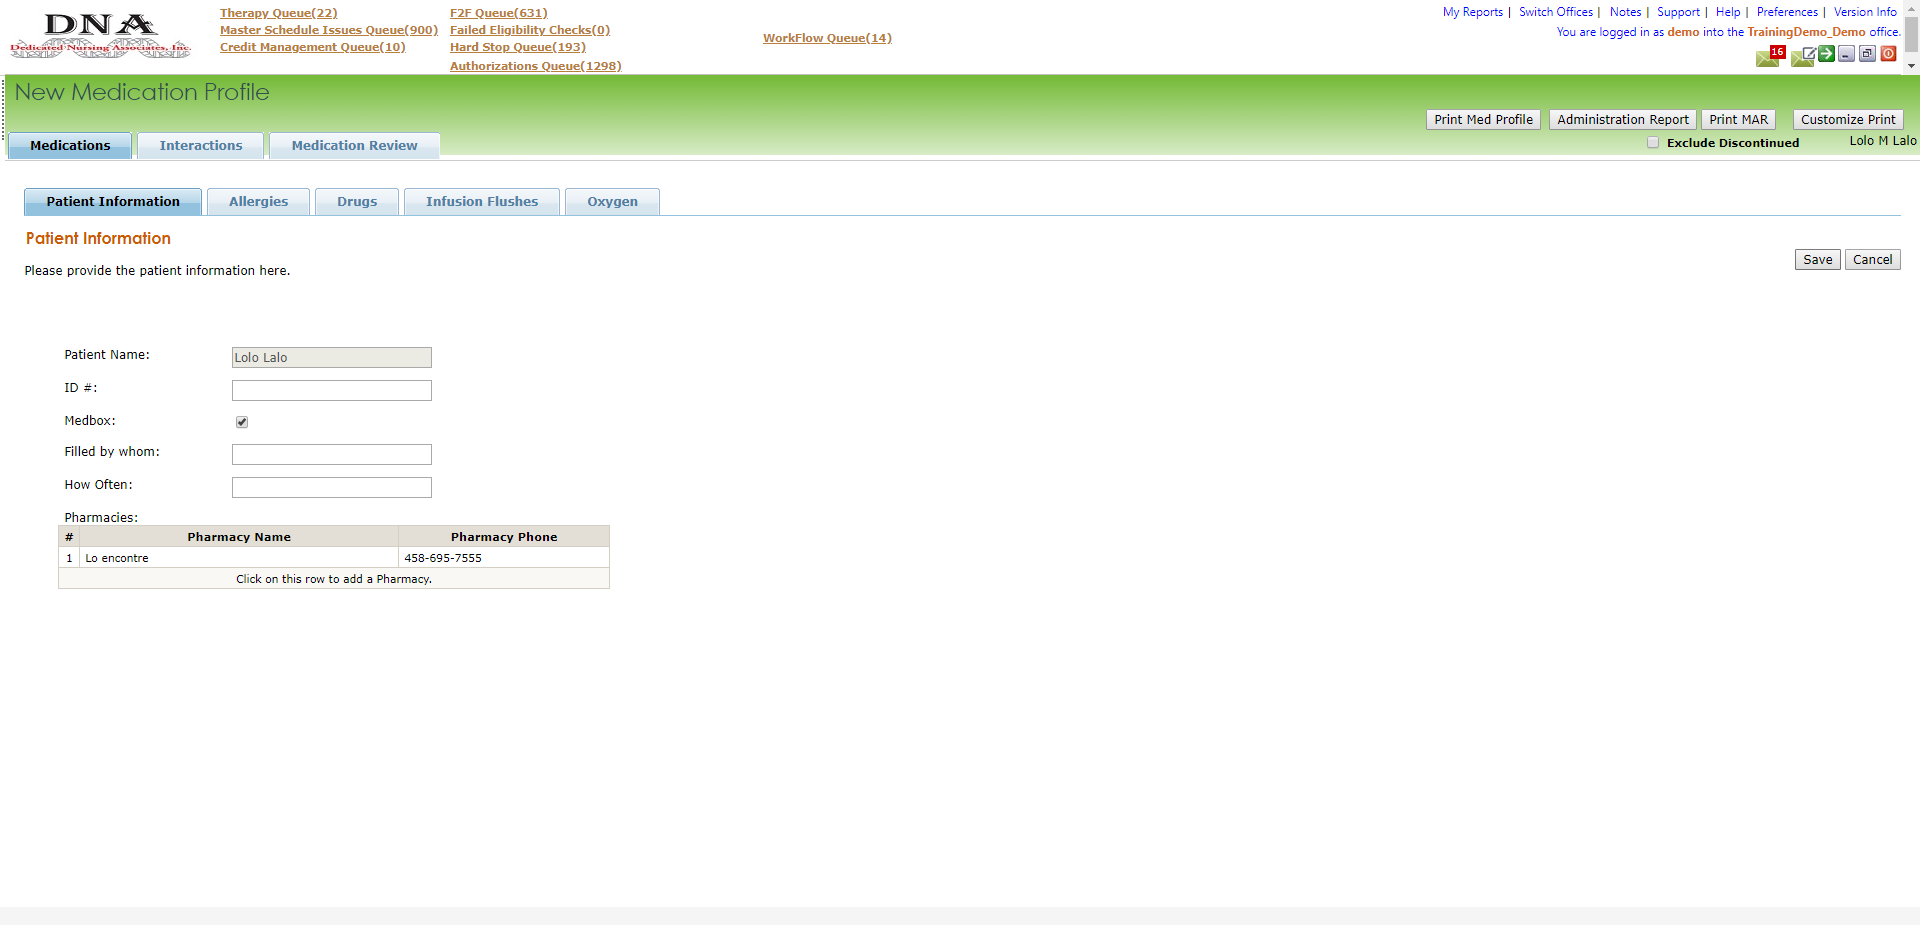 DNA
Dedicated Nursing Associates, Inc.
Therapy Queue(22)
Master Schedule Issues Queue(900)
Credit Management Queue(10)
F2F Queue(631)
Failed Eligibility Checks(0)
Hard Stop Queue(193)
Authorizations Queue(1298)
WorkFlow Queue(14)
My Reports | Switch Offices | Notes | Support | Help | Preferences | Version Info
You are logged in as demo into the TrainingDemo_Demo office.
16
New Medication Profile
Print Med Profile Administration Report Print MAR Customize Print
Medications Interactions Medication Review
Exclude Discontinued Lolo M Lalo
Patient Information Allergies Drugs Infusion Flushes Oxygen
Patient Information
Save Cancel
Please provide the patient information here.
Patient Name: Lolo Lalo
ID #:
Medbox:
Filled by whom:
How Often:
Pharmacies:
# Pharmacy Name Pharmacy Phone
1 Lo encontre 458-695-7555
Click on this row to add a Pharmacy.